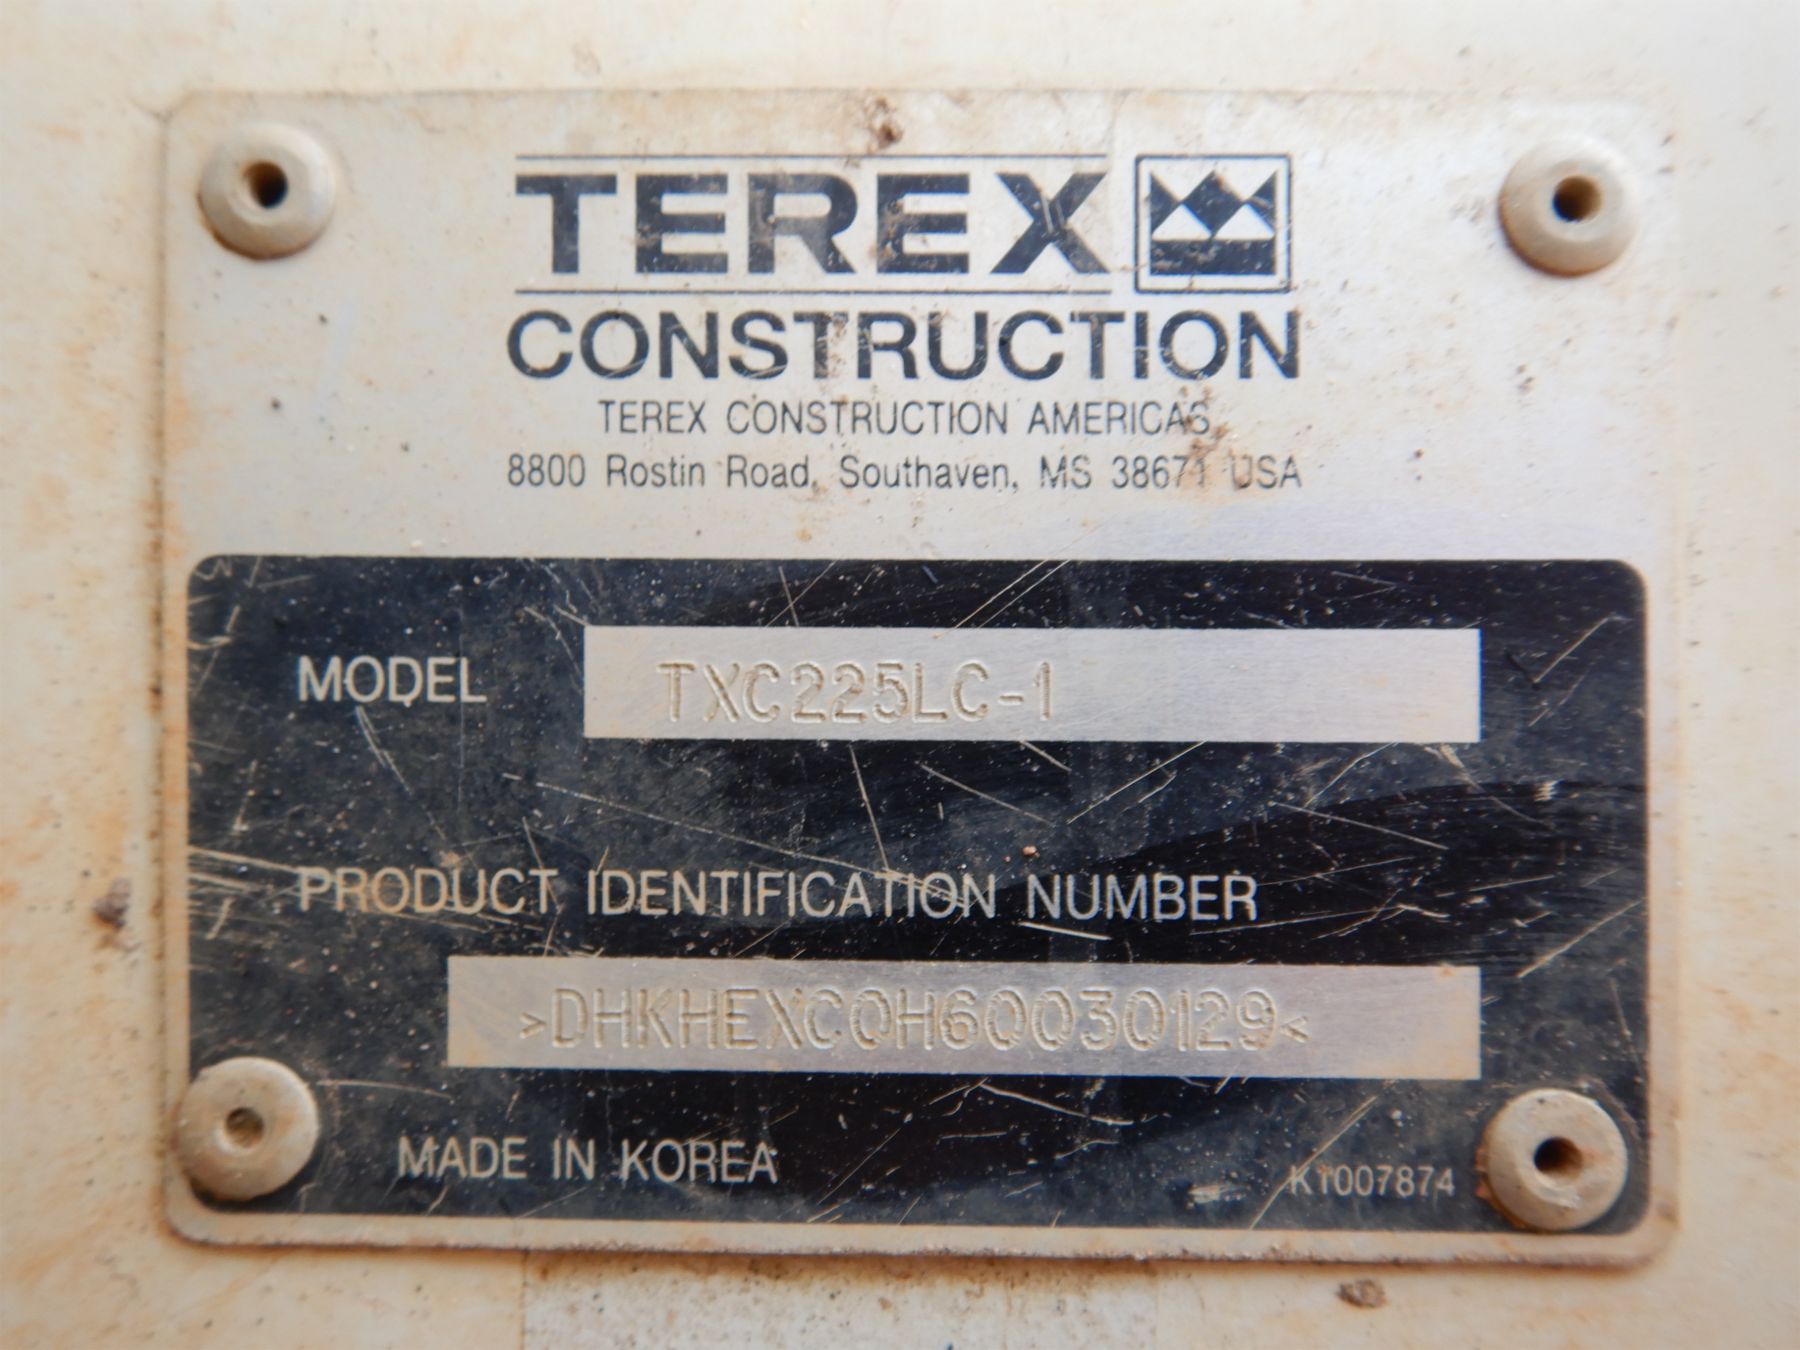 TEREX
CONSTRUCTION
TEREX CONSTRUCTION AMERICAS
8800 Rostin Road, Southaven, MS 38671 USA
MODEL TXC225LC-1
PRODUCT IDENTIFICATION NUMBER
>DHKHEXC0H60030129<
MADE IN KOREA K1007874